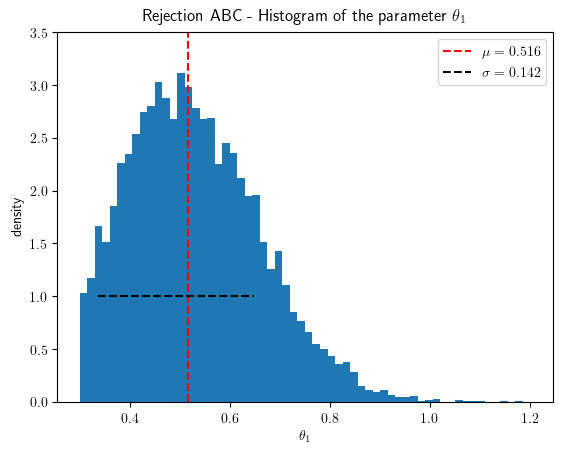 Rejection ABC - Histogram of the parameter θ₁
μ = 0.516
σ = 0.142
density
3.5
3.0
2.5
2.0
1.5
1.0
0.5
0.0
0.4 0.6 0.8 1.0 1.2
θ₁